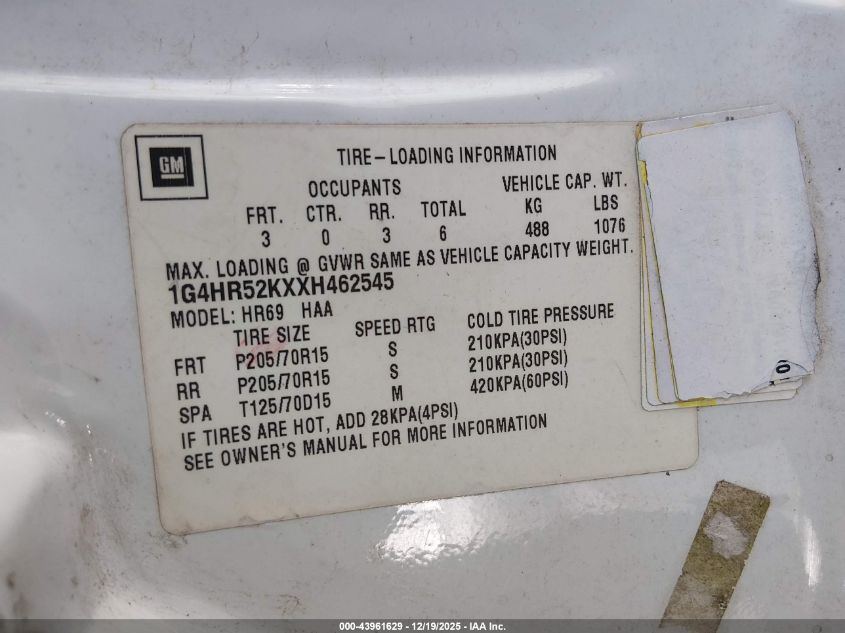 GM
TIRE – LOADING INFORMATION
OCCUPANTS VEHICLE CAP. WT.
FRT. CTR. RR. TOTAL KG LBS
3 0 3 6 488 1076
MAX. LOADING @ GVWR SAME AS VEHICLE CAPACITY WEIGHT.
1G4HR52KXXH462545
MODEL: HR69 HAA
TIRE SIZE SPEED RTG COLD TIRE PRESSURE
FRT P205/70R15 S 210KPA(30PSI)
RR P205/70R15 S 210KPA(30PSI)
SPA T125/70D15 M 420KPA(60PSI)
IF TIRES ARE HOT, ADD 28KPA(4PSI)
SEE OWNER'S MANUAL FOR MORE INFORMATION
000-43961629 – 12/19/2025 – IAA Inc.